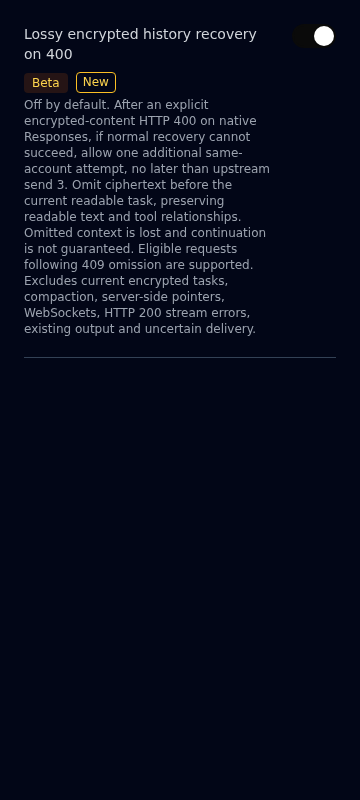 Lossy encrypted history recovery
on 400
Beta New
Off by default. After an explicit
encrypted-content HTTP 400 on native
Responses, if normal recovery cannot
succeed, allow one additional same-
account attempt, no later than upstream
send 3. Omit ciphertext before the
current readable task, preserving
readable text and tool relationships.
Omitted context is lost and continuation
is not guaranteed. Eligible requests
following 409 omission are supported.
Excludes current encrypted tasks,
compaction, server-side pointers,
WebSockets, HTTP 200 stream errors,
existing output and uncertain delivery.